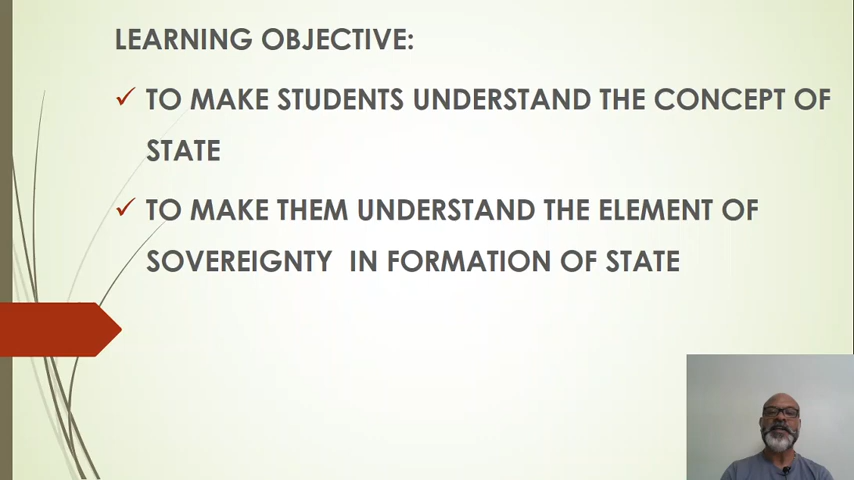 LEARNING OBJECTIVE:
✓ TO MAKE STUDENTS UNDERSTAND THE CONCEPT OF
STATE
✓ TO MAKE THEM UNDERSTAND THE ELEMENT OF
SOVEREIGNTY  IN FORMATION OF STATE